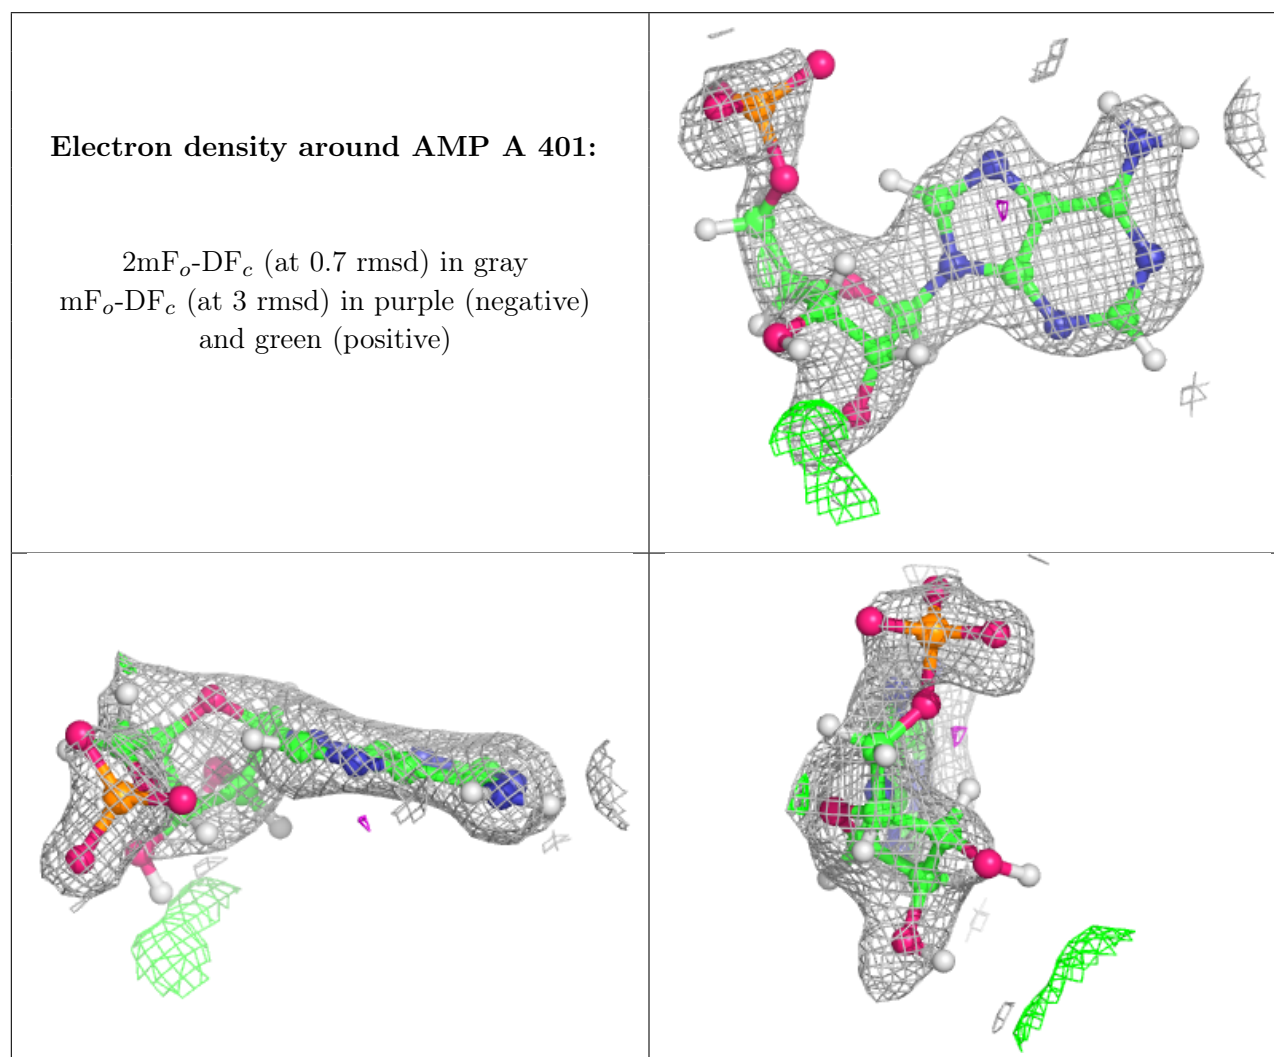 Electron density around AMP A 401:
2mFo-DFc (at 0.7 rmsd) in gray
mFo-DFc (at 3 rmsd) in purple (negative)
and green (positive)